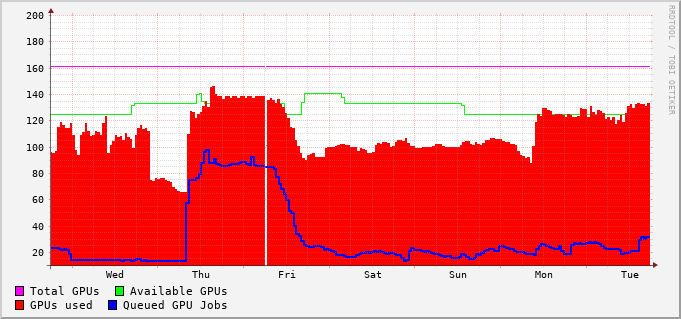 RRDTOOL / TOBI OETIKER
200
180
160
140
120
100
80
60
40
20
Wed Thu Fri Sat Sun Mon Tue
Total GPUs Available GPUs
GPUs used Queued GPU Jobs